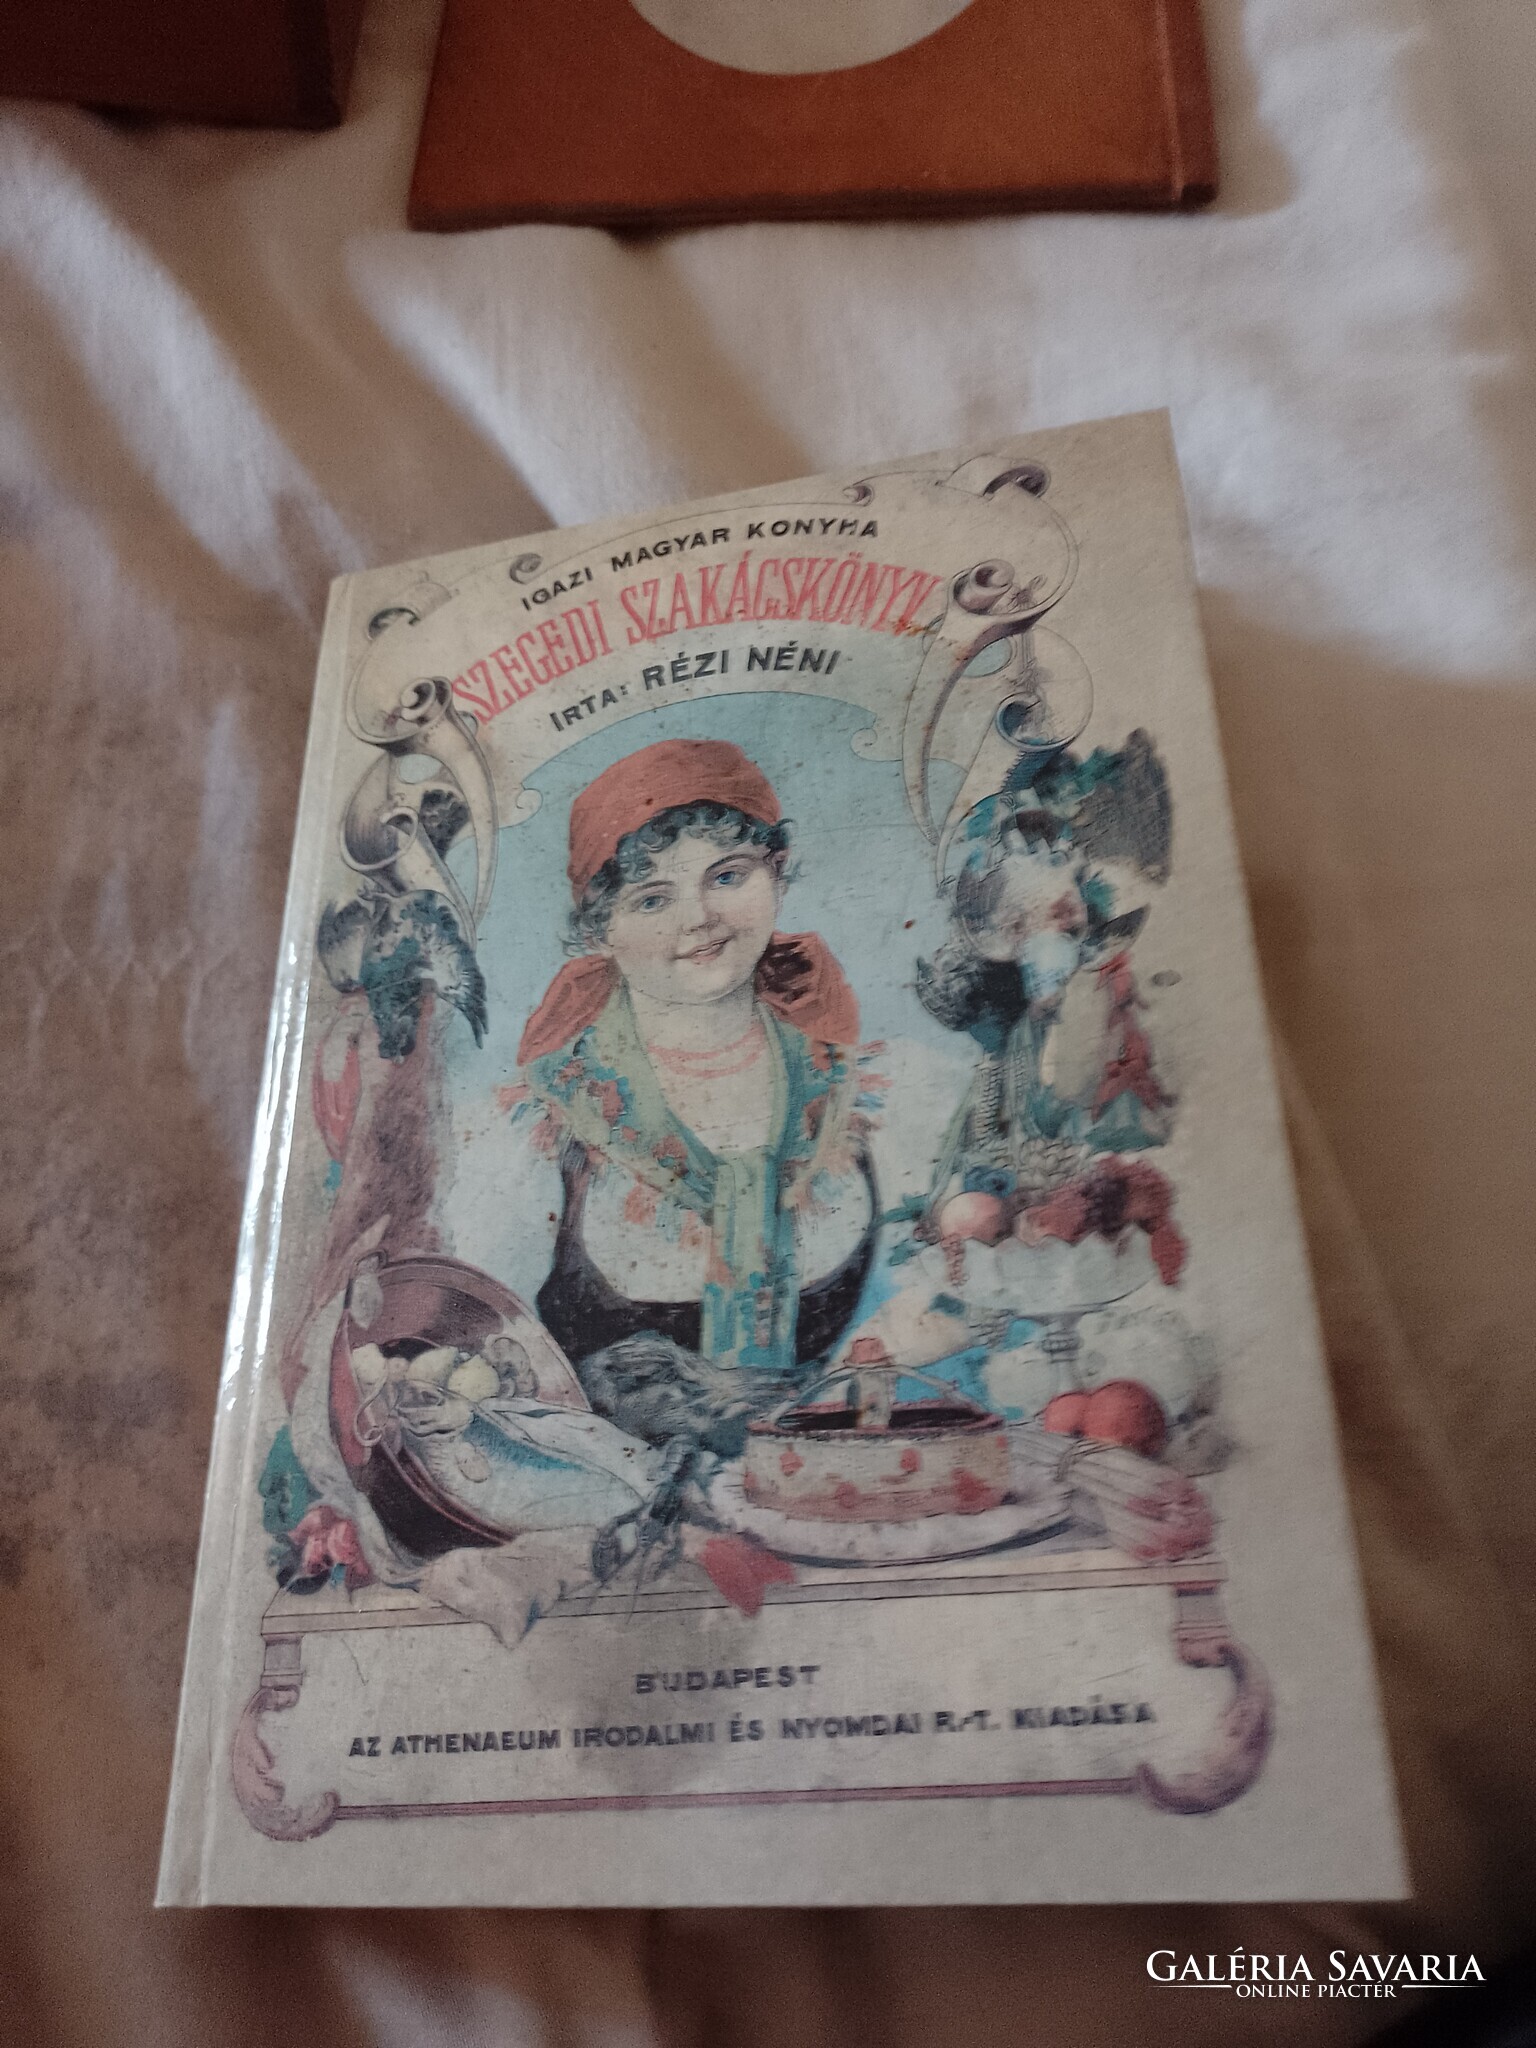 IGAZI MAGYAR KONYHA
SZEGEDI SZAKÁCSKÖNYV
IRTA: RÉZI NÉNI
BUDAPEST
AZ ATHENAEUM IRODALMI ÉS NYOMDAI R.-T. KIADÁSA
GALÉRIA SAVARIA
ONLINE PIACTÉR